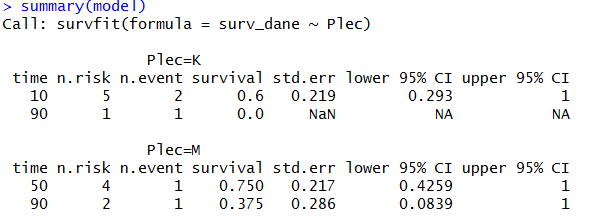 > summary(model)
Call: survfit(formula = surv_dane ~ Plec)
Plec=K
time n.risk n.event survival std.err lower 95% CI upper 95% CI
10 5 2 0.6 0.219 0.293 1
90 1 1 0.0 NaN NA NA
Plec=M
time n.risk n.event survival std.err lower 95% CI upper 95% CI
50 4 1 0.750 0.217 0.4259 1
90 2 1 0.375 0.286 0.0839 1